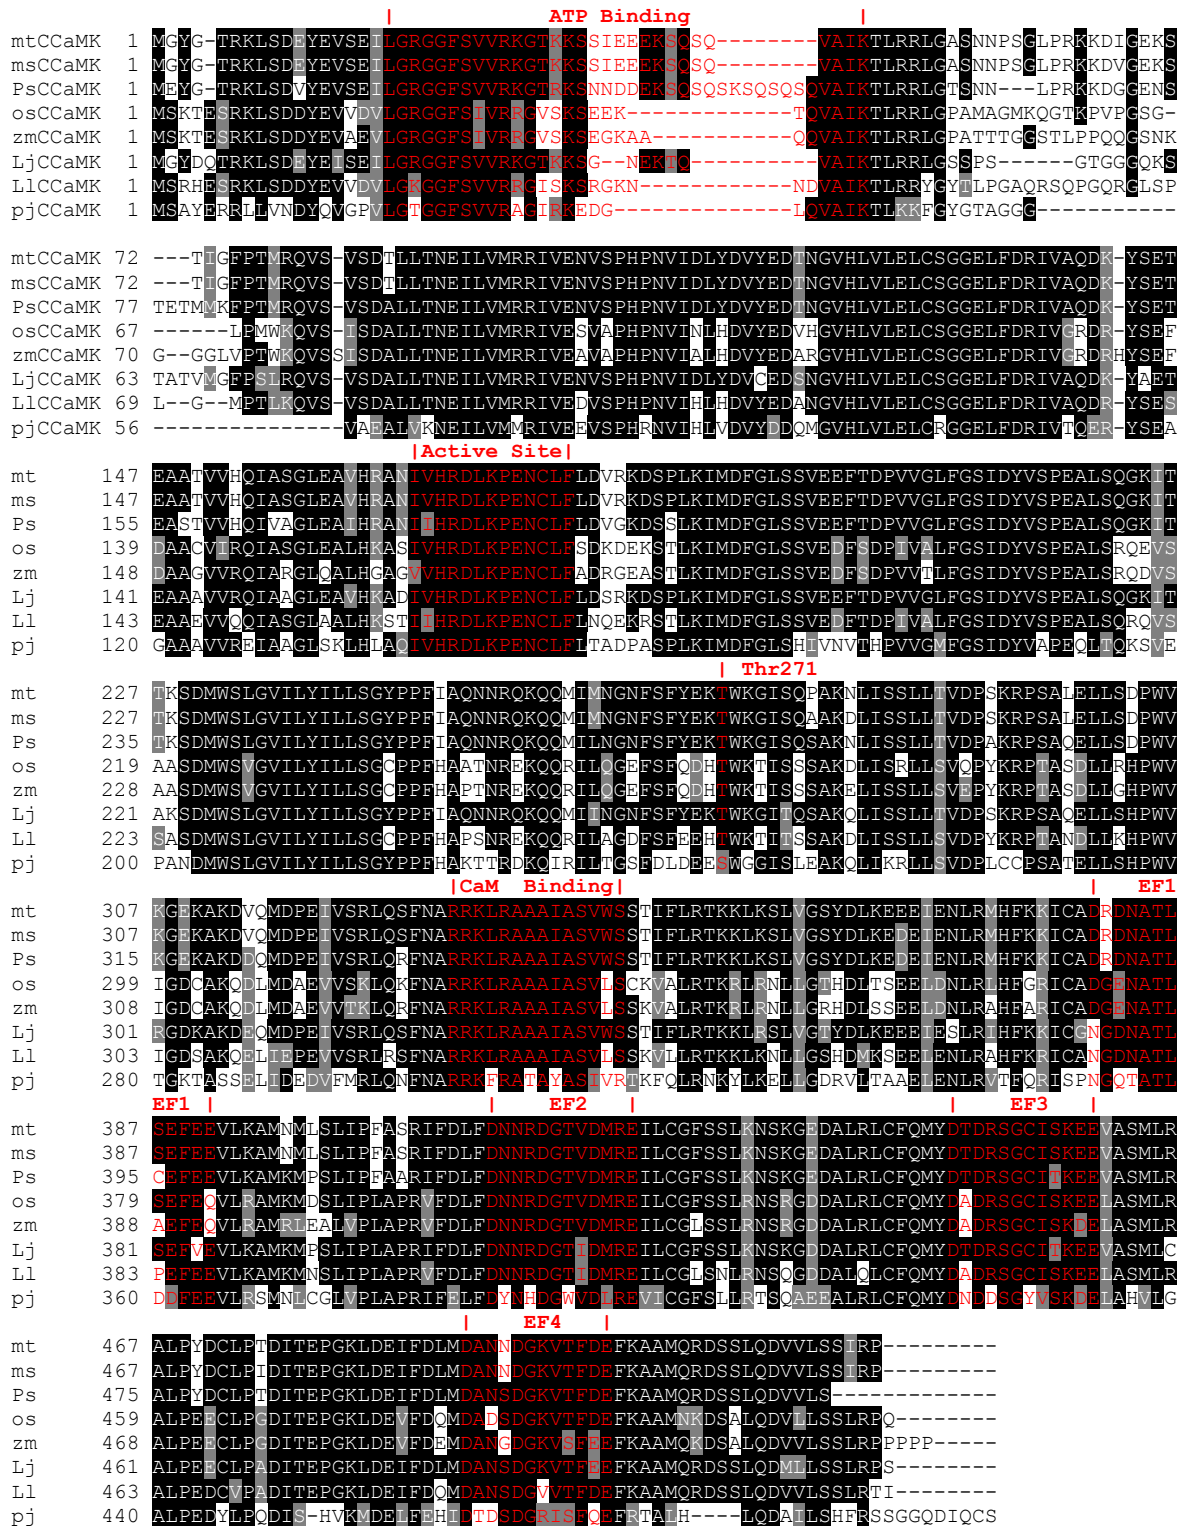 | ATP Binding |
mtCCaMK 1 MGYG-TRKLSDEYEVSEILGRGGFSVVRKGTKKSSIEEEKSQSQ--------VAIKTLRRLGASNNPSGLPRKKDIGEKS
msCCaMK 1 MGYG-TRKLSDEYEVSEILGRGGFSVVRKGTKKSSIEEEKSQSQ--------VAIKTLRRLGASNNPSGLPRKKDVGEKS
PsCCaMK 1 MEYG-TRKLSDVYEVSEILGRGGFSVVRKGTRKSNNDDEKSQSQSKSQSQSQVAIKTLRRLGTSNN---LPRKKDGGENS
osCCaMK 1 MSKTESRKLSDDYEVVDVLGRGGFSIVRRGVSKSEEK------------TQVAIKTLRRLGPAMAGMKQGTKPVPGSG-
zmCCaMK 1 MSKTESRKLSDDYEVAEVLGRGGFSIVRRGVSKSEGKAA----------QQVAIKTLRRLGPATTTGGSTLPPQQGSNK
LjCCaMK 1 MGYDQTRKLSDEYEISEILGRGGFSVVRKGTKKSG--NEKTQ----------VAIKTLRRLGSSPS------GTGGGQKS
LlCCaMK 1 MSRHESRKLSDDYEVVDVLGKGGFSVVRRGISKSRGKN------------NDVAIKTLRRYGYTLPGAQRSQPGQRGLSP
pjCCaMK 1 MSAYERRLLVNDYQVGPVLGTGGFSVVRAGIRKEDG--------------LQVAIKTLKKFGYGTAGGG-----------
mtCCaMK 72 ---TIGFPTMRQVS-VSDTLLTNEILVMRRIVENVSPHPNVIDLYDVYEDTNGVHLVLELCSGGELFDRIVAQDK-YSET
msCCaMK 72 ---TIGFPTMRQVS-VSDTLLTNEILVMRRIVENVSPHPNVIDLYDVYEDTNGVHLVLELCSGGELFDRIVAQDK-YSET
PsCCaMK 77 TETMMKFPTMRQVS-VSDALLTNEILVMRRIVENVSPHPNVIDLYDVYEDTNGVHLVLELCSGGELFDRIVAQDK-YSET
osCCaMK 67 ------LPMWKQVS-ISDALLTNEILVMRRIVESVAPHPNVINLHDVYEDVHGVHLVLELCSGGELFDRIVGRDR-YSEF
zmCCaMK 70 G--GGLVPTWKQVSSISDALLTNEILVMRRIVEAVAPHPNVIALHDVYEDARGVHLVLELCSGGELFDRIVGRDRHYSEF
LjCCaMK 63 TATVMGFPSLRQVS-VSDALLTNEILVMRRIVENVSPHPNVIDLYDVCEDSNGVHLVLELCSGGELFDRIVAQDK-YAET
LlCCaMK 69 L--G--MPTLKQVS-VSDALLTNEILVMRRIVEDVSPHPNVIHLHDVYEDANGVHLVLELCSGGELFDRIVAQDR-YSES
pjCCaMK 56 ---------------VAEALVKNEILVMMRIVEEVSPHRNVIHLVDVYDDQMGVHLVLELCRGGELFDRIVTQER-YSEA
|Active Site|
mt 147 EAATVVHQIASGLEAVHRANIVHRDLKPENCLFLDVRKDSPLKIMDFGLSSVEEFTDPVVGLFGSIDYVSPEALSQGKIT
ms 147 EAATVVHQIASGLEAVHRANIVHRDLKPENCLFLDVRKDSPLKIMDFGLSSVEEFTDPVVGLFGSIDYVSPEALSQGKIT
Ps 155 EASTVVHQIVAGLEAIHRANIIHRDLKPENCLFLDVGKDSSLKIMDFGLSSVEEFTDPVVGLFGSIDYVSPEALSQGKIT
os 139 DAACVIRQIASGLEALHKASIVHRDLKPENCLFSDKDEKSTLKIMDFGLSSVEDFSDPIVALFGSIDYVSPEALSRQEVS
zm 148 DAAGVVRQIARGLQALHGAGVVHRDLKPENCLFADRGEASTLKIMDFGLSSVEDFSDPVVTLFGSIDYVSPEALSRQDVS
Lj 141 EAAAVVRQIAAGLEAVHKADIVHRDLKPENCLFLDSRKDSPLKIMDFGLSSVEEFTDPVVGLFGSIDYVSPEALSQGKIT
Ll 143 EAAEVVQQIASGLAALHKSTIIHRDLKPENCLFLNQEKRSTLKIMDFGLSSVEDFTDPIVALFGSIDYVSPEALSQRQVS
pj 120 GAAAVVREIAAGLSKLHLAQIVHRDLKPENCLFLTADPASPLKIMDFGLSHIVNVTHPVVGMFGSIDYVAPEQLTQKSVE
| Thr271
mt 227 TKSDMWSLGVILYILLSGYPPFIAQNNRQKQQMIMNGNFSFYEKTWKGISQPAKNLISSLLTVDPSKRPSALELLSDPWV
ms 227 TKSDMWSLGVILYILLSGYPPFIAQNNRQKQQMIMNGNFSFYEKTWKGISQAAKDLISSLLTVDPSKRPSALELLSDPWV
Ps 235 TKSDMWSLGVILYILLSGYPPFIAQNNRQKQQMILNGNFSFYEKTWKGISQSAKNLISSLLTVDPAKRPSAQELLSDPWV
os 219 AASDMWSVGVILYILLSGCPPFHAATNREKQQRILQGEFSFQDHTWKTISSSAKDLISRLLSVQPYKRPTASDLLRHPWV
zm 228 AASDMWSVGVILYILLSGCPPFHAPTNREKQQRILQGEFSFQDHTWKTISSSAKELISSLLSVEPYKRPTASDLLGHPWV
Lj 221 AKSDMWSLGVILYILLSGYPPFIAQNNRQKQQMIINGNFSFYEKTWKGITQSAKQLISSLLTVDPSKRPSAQELLSDPWV
Ll 223 SASDMWSLGVILYILLSGCPPFHAPSNREKQQRILAGDFSFEEHTWKTITSSAKDLISSLLSVDPYKRPTANDLLKHPWV
pj 200 PANDMWSLGVILYILLSGYPPFHAKTTRDKQIRILTGSFDLDEESWGGISLEAKQLIKRLLSVDPLCCPSATELLSHPWV
|CaM Binding| | EF1
mt 307 KGEKAKDVQMDPEIVSRLQSFNARRKLRAAAIASVWSSTIFLRTKKLKSLVGSYDLKEEEIENLRMHFKKICADRDNATL
ms 307 KGEKAKDVQMDPEIVSRLQSFNARRKLRAAAIASVWSSTIFLRTKKLKSLVGSYDLKEDEIENLRMHFKKICADRDNATL
Ps 315 KGEKAKDDQMDPEIVSRLQRFNARRKLRAAAIASVWSSTIFLRTKKLKSLVGSYDLKEDEIENLRMHFKKICADRDNATL
os 299 IGDCAKQDLMDAEVVSKLQKFNARRKLRAAAIASVLSCKVALRTKRLRNLLGTHDLTSEELDNLRLHFGRICADGENATL
zm 308 IGDCAKQDLMDAEVVTKLQRFNARRKLRAAAIASVLSSKVALRTKRLRNLLGRHDLSSEELDNLRAHFARICADGENATL
Lj 301 RGDKAKDEQMDPEIVSRLQSFNARRKLRAAAIASVWSSTIFLRTKKLRSLVGTYDLKEEEIESLRIHFKKICGNGDNATL
Ll 303 IGDSAKQELIEPEVVSRLRSFNARRKLRAAAIASVLSSKVLLRTKKLKNLLGSHDMKSEELENLRAHFKRICANGDNATL
pj 280 TGKTASSELIDEDVFMRLQNFNARRKFRATAYASIVRTKFQLRNKYLKELLGDRVLTAAELENLRVTFQRISPNGQTATL
EF1 | | EF2 | | EF3 |
mt 387 SEFEEVLKAMNMLSLIPFASRIFDLFDNNRDGTVDMREILCGFSSLKNSKGEDALRLCFQMYDTDRSGCISKEEVASMLR
ms 387 SEFEEVLKAMNMLSLIPFASRIFDLFDNNRDGTVDMREILCGFSSLKNSKGEDALRLCFQMYDTDRSGCISKEEVASMLR
Ps 395 CEFEEVLKAMKMPSLIPFAARIFDLFDNNRDGTVDMREILCGFSSLKNSKGEDALRLCFQMYDTDRSGCITKEEVASMLR
os 379 SEFEQVLRAMKMDSLIPLAPRVFDLFDNNRDGTVDMREILCGFSSLRNSRGDDALRLCFQMYDADRSGCISKEELASMLR
zm 388 AEFEQVLRAMRLEALVPLAPRVFDLFDNNRDGTVDMREILCGLSSLRNSRGDDALRLCFQMYDADRSGCISKDELASMLR
Lj 381 SEFVEVLKAMKMPSLIPLAPRIFDLFDNNRDGTIDMREILCGFSSLKNSKGDDALRLCFQMYDTDRSGCITKEEVASMLC
Ll 383 PEFEEVLKAMKMNSLIPLAPRVFDLFDNNRDGTIDMREILCGLSNLRNSQGDDALQLCFQMYDADRSGCISKEELASMLR
pj 360 DDFEEVLRSMNLCGLVPLAPRIFELFDYNHDGWVDLREVICGFSLLRTSQAEEALRLCFQMYDNDDSGYVSKDELAHVLG
| EF4 |
mt 467 ALPYDCLPTDITEPGKLDEIFDLMDANNDGKVTFDEFKAAMQRDSSLQDVVLSSIRP---------
ms 467 ALPYDCLPIDITEPGKLDEIFDLMDANNDGKVTFDEFKAAMQRDSSLQDVVLSSIRP---------
Ps 475 ALPYDCLPTDITEPGKLDEIFDLMDANSDGKVTFDEFKAAMQRDSSLQDVVLS-------------
os 459 ALPEECLPGDITEPGKLDEVFDQMDADSDGKVTFDEFKAAMNKDSALQDVLLSSLRPQ--------
zm 468 ALPEECLPGDITEPGKLDEVFDEMDANGDGKVSFEEFKAAMQKDSALQDVVLSSLRPPPPP-----
Lj 461 ALPEECLPADITEPGKLDEIFDLMDANSDGKVTFEEFKAAMQRDSSLQDMLLSSLRPS--------
Ll 463 ALPEDCVPADITEPGKLDEIFDQMDANSDGVVTFDEFKAAMQRDSSLQDVVLSSLRTI--------
pj 440 ALPEDYLPQDIS-HVKMDELFEHIDTDSDGRISFQEFRTALH----LQDAILSHFRSSGGQDIQCS